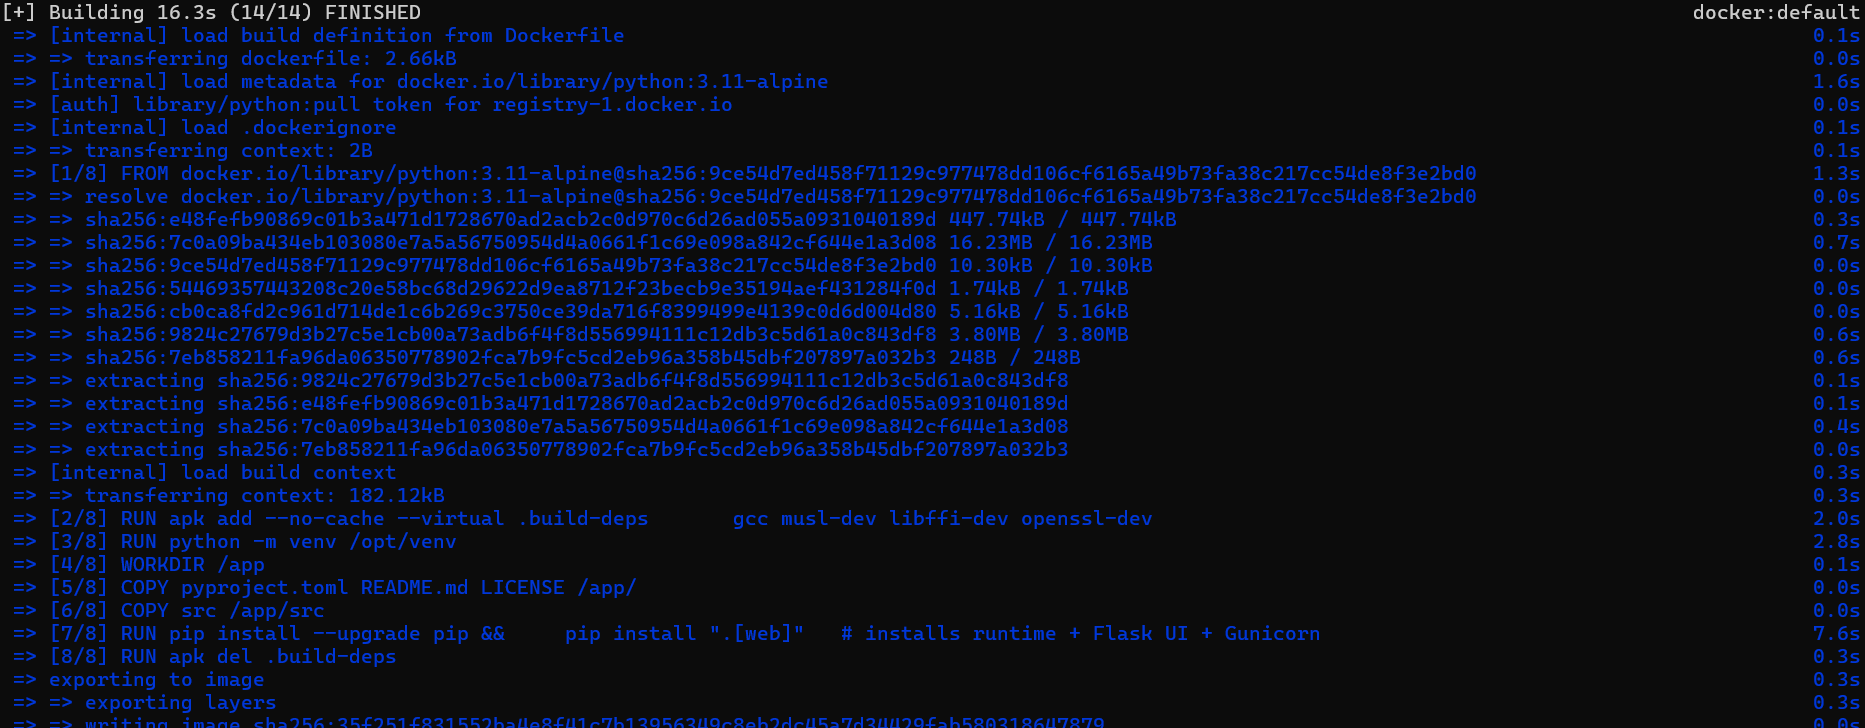 [+] Building 16.3s (14/14) FINISHED docker:default
=> [internal] load build definition from Dockerfile 0.1s
=> => transferring dockerfile: 2.66kB 0.0s
=> [internal] load metadata for docker.io/library/python:3.11-alpine 1.6s
=> [auth] library/python:pull token for registry-1.docker.io 0.0s
=> [internal] load .dockerignore 0.1s
=> => transferring context: 2B 0.1s
=> [1/8] FROM docker.io/library/python:3.11-alpine@sha256:9ce54d7ed458f71129c977478dd106cf6165a49b73fa38c217cc54de8f3e2bd0 1.3s
=> => resolve docker.io/library/python:3.11-alpine@sha256:9ce54d7ed458f71129c977478dd106cf6165a49b73fa38c217cc54de8f3e2bd0 0.0s
=> => sha256:e48fefb90869c01b3a471d1728670ad2acb2c0d970c6d26ad055a0931040189d 447.74kB / 447.74kB 0.3s
=> => sha256:7c0a09ba434eb103080e7a5a56750954d4a0661f1c69e098a842cf644e1a3d08 16.23MB / 16.23MB 0.7s
=> => sha256:9ce54d7ed458f71129c977478dd106cf6165a49b73fa38c217cc54de8f3e2bd0 10.30kB / 10.30kB 0.0s
=> => sha256:54469357443208c20e58bc68d29622d9ea8712f23becb9e35194aef431284f0d 1.74kB / 1.74kB 0.0s
=> => sha256:cb0ca8fd2c961d714de1c6b269c3750ce39da716f8399499e4139c0d6d004d80 5.16kB / 5.16kB 0.0s
=> => sha256:9824c27679d3b27c5e1cb00a73adb6f4f8d556994111c12db3c5d61a0c843df8 3.80MB / 3.80MB 0.6s
=> => sha256:7eb858211fa96da06350778902fca7b9fc5cd2eb96a358b45dbf207897a032b3 248B / 248B 0.6s
=> => extracting sha256:9824c27679d3b27c5e1cb00a73adb6f4f8d556994111c12db3c5d61a0c843df8 0.1s
=> => extracting sha256:e48fefb90869c01b3a471d1728670ad2acb2c0d970c6d26ad055a0931040189d 0.1s
=> => extracting sha256:7c0a09ba434eb103080e7a5a56750954d4a0661f1c69e098a842cf644e1a3d08 0.4s
=> => extracting sha256:7eb858211fa96da06350778902fca7b9fc5cd2eb96a358b45dbf207897a032b3 0.0s
=> [internal] load build context 0.3s
=> => transferring context: 182.12kB 0.3s
=> [2/8] RUN apk add --no-cache --virtual .build-deps       gcc musl-dev libffi-dev openssl-dev 2.0s
=> [3/8] RUN python -m venv /opt/venv 2.8s
=> [4/8] WORKDIR /app 0.1s
=> [5/8] COPY pyproject.toml README.md LICENSE /app/ 0.0s
=> [6/8] COPY src /app/src 0.0s
=> [7/8] RUN pip install --upgrade pip &&     pip install ".[web]"   # installs runtime + Flask UI + Gunicorn 7.6s
=> [8/8] RUN apk del .build-deps 0.3s
=> exporting to image 0.3s
=> => exporting layers 0.3s
=> => writing image sha256:35f251f831552ba4e8f41c7b13956349c8eb2dc45a7d34429fab580318647879 0.0s